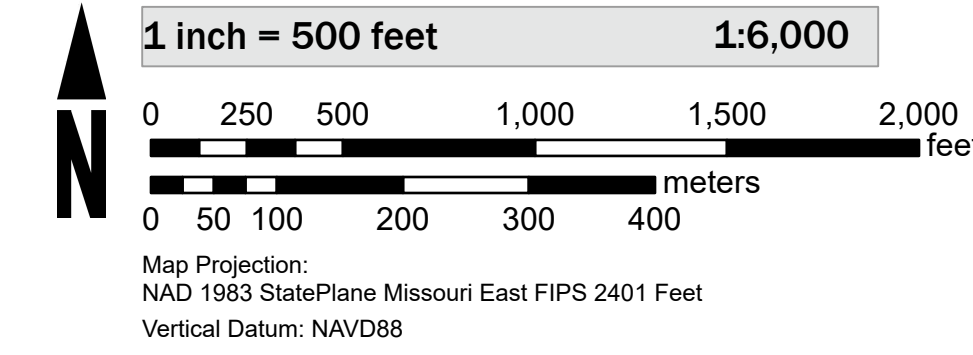 1 inch = 500 feet 1:6,000
0 250 500 1,000 1,500 2,000
feet
meters
0 50 100 200 300 400
N
Map Projection:
NAD 1983 StatePlane Missouri East FIPS 2401 Feet
Vertical Datum: NAVD88